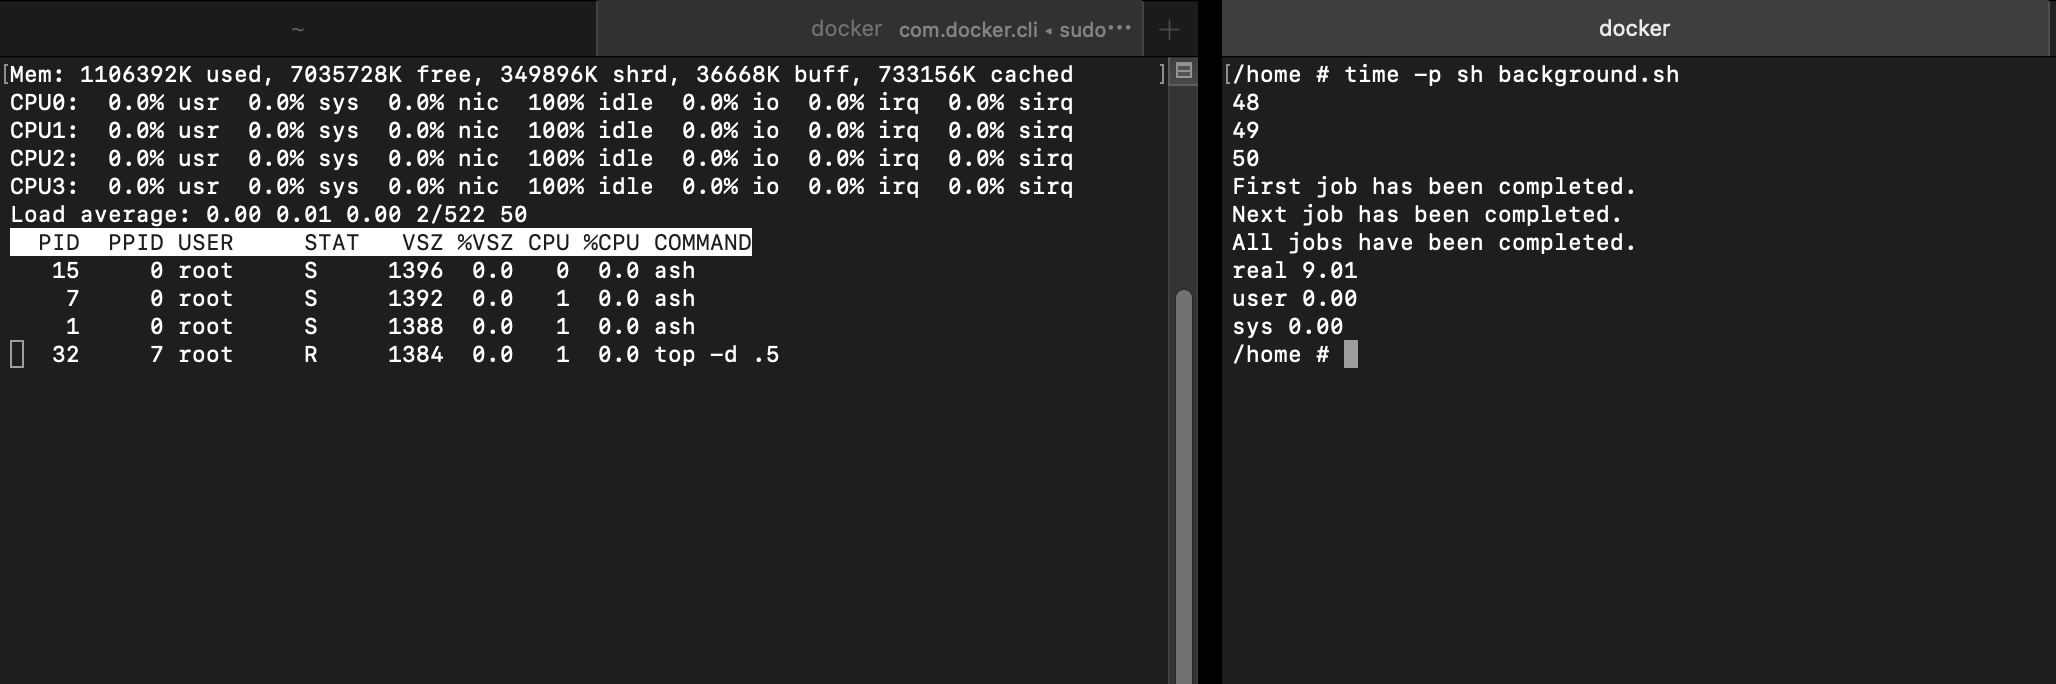 ~
docker com.docker.cli ◂ sudo•••
+
[Mem: 1106392K used, 7035728K free, 349896K shrd, 36668K buff, 733156K cached ]
CPU0:  0.0% usr  0.0% sys  0.0% nic  100% idle  0.0% io  0.0% irq  0.0% sirq
CPU1:  0.0% usr  0.0% sys  0.0% nic  100% idle  0.0% io  0.0% irq  0.0% sirq
CPU2:  0.0% usr  0.0% sys  0.0% nic  100% idle  0.0% io  0.0% irq  0.0% sirq
CPU3:  0.0% usr  0.0% sys  0.0% nic  100% idle  0.0% io  0.0% irq  0.0% sirq
Load average: 0.00 0.01 0.00 2/522 50
  PID  PPID USER     STAT   VSZ %VSZ CPU %CPU COMMAND
   15     0 root     S     1396  0.0   0  0.0 ash
    7     0 root     S     1392  0.0   1  0.0 ash
    1     0 root     S     1388  0.0   1  0.0 ash
   32     7 root     R     1384  0.0   1  0.0 top -d .5
docker
[/home # time -p sh background.sh
48
49
50
First job has been completed.
Next job has been completed.
All jobs have been completed.
real 9.01
user 0.00
sys 0.00
/home #